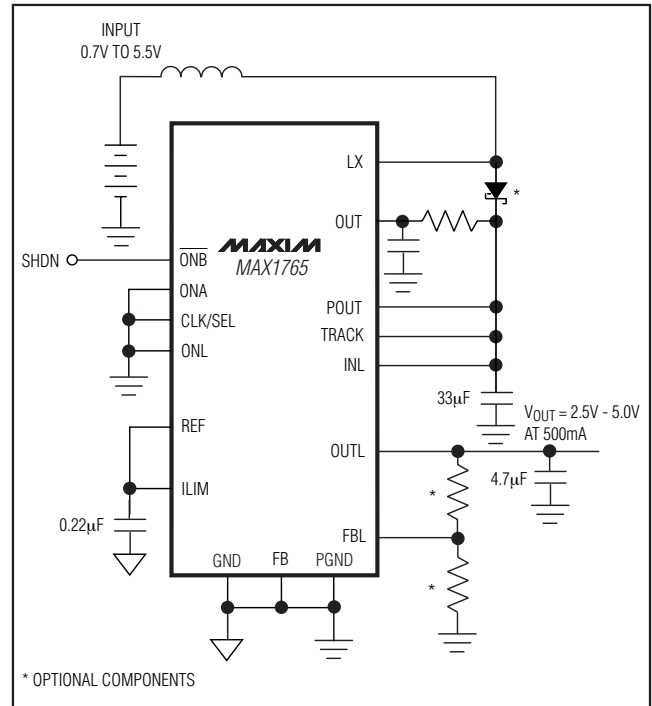 INPUT
0.7V TO 5.5V
LX
*
OUT
SHDN
ONB
MAXIM
MAX1765
ONA
CLK/SEL
ONL
POUT
TRACK
INL
33µF
VOUT = 2.5V - 5.0V
AT 500mA
REF
OUTL
ILIM
4.7µF
*
0.22µF
FBL
GND
FB
PGND
*
* OPTIONAL COMPONENTS